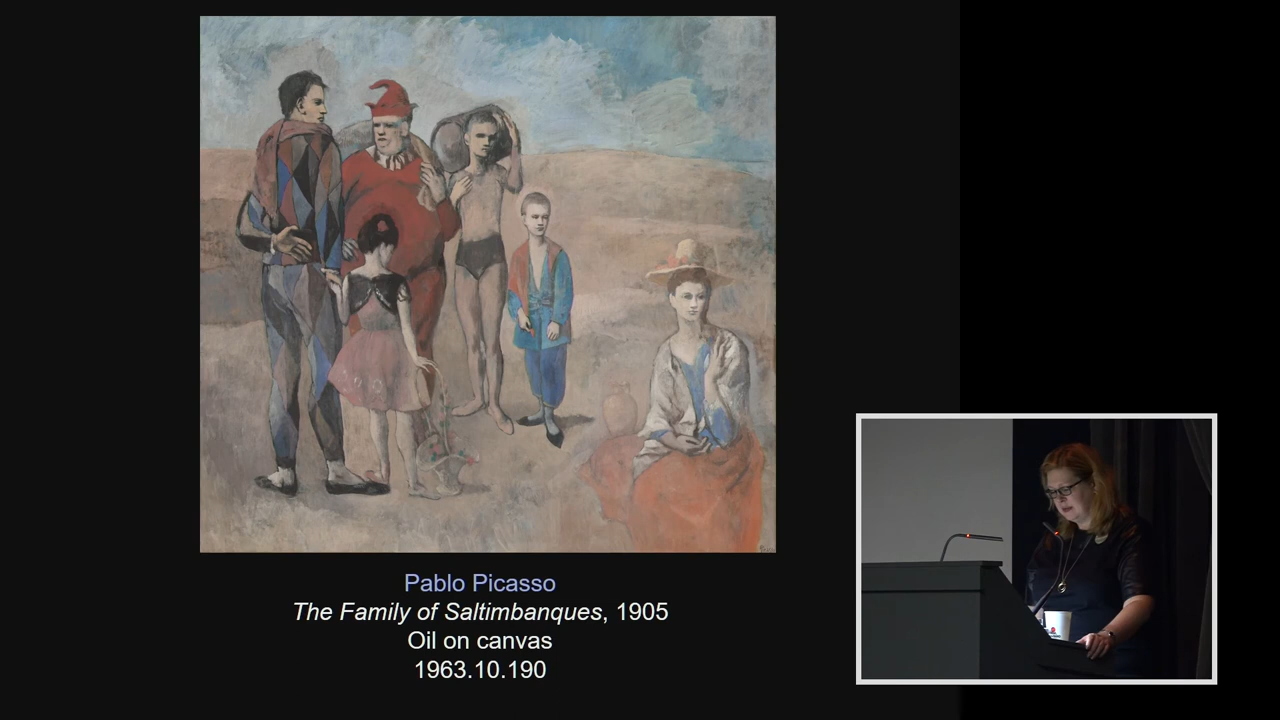 Pablo Picasso
The Family of Saltimbanques, 1905
Oil on canvas
1963.10.190